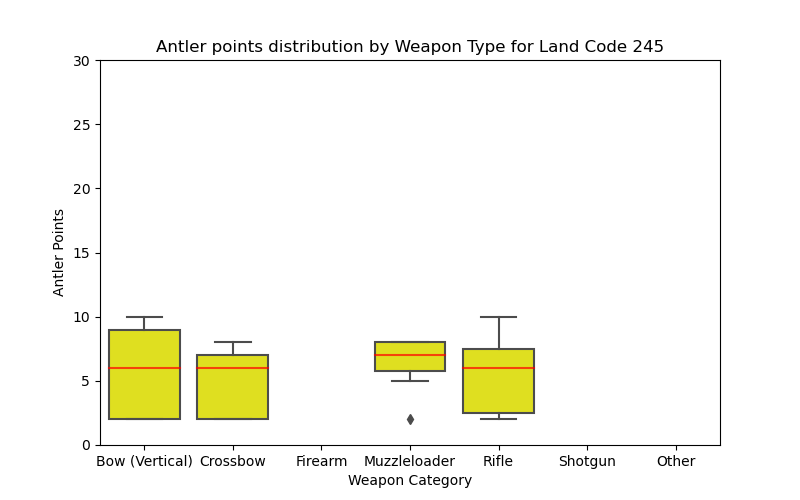 Antler points distribution by Weapon Type for Land Code 245
30
25
20
15
10
5
0
Antler Points
Bow (Vertical) Crossbow Firearm Muzzleloader Rifle Shotgun Other
Weapon Category